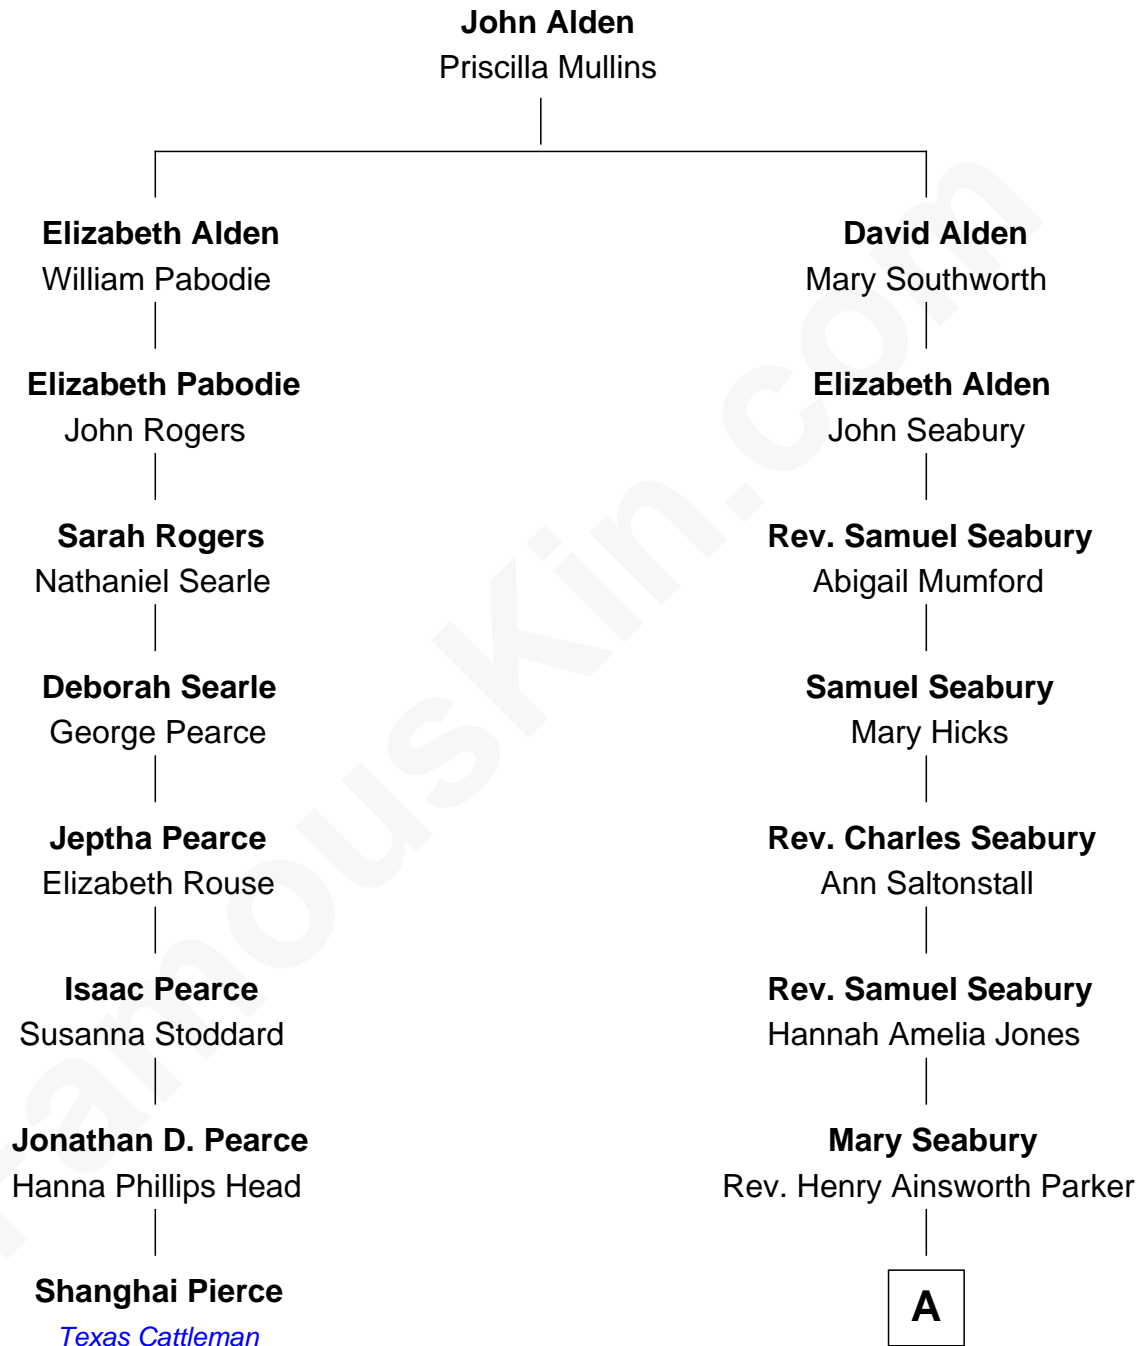 John Alden
Priscilla Mullins
Elizabeth Alden
William Pabodie
David Alden
Mary Southworth
Elizabeth Pabodie
John Rogers
Elizabeth Alden
John Seabury
Sarah Rogers
Nathaniel Searle
Rev. Samuel Seabury
Abigail Mumford
Deborah Searle
George Pearce
Samuel Seabury
Mary Hicks
Jeptha Pearce
Elizabeth Rouse
Rev. Charles Seabury
Ann Saltonstall
Isaac Pearce
Susanna Stoddard
Rev. Samuel Seabury
Hannah Amelia Jones
Jonathan D. Pearce
Hanna Phillips Head
Mary Seabury
Rev. Henry Ainsworth Parker
Shanghai Pierce
Texas Cattleman
A
FamousKin.com